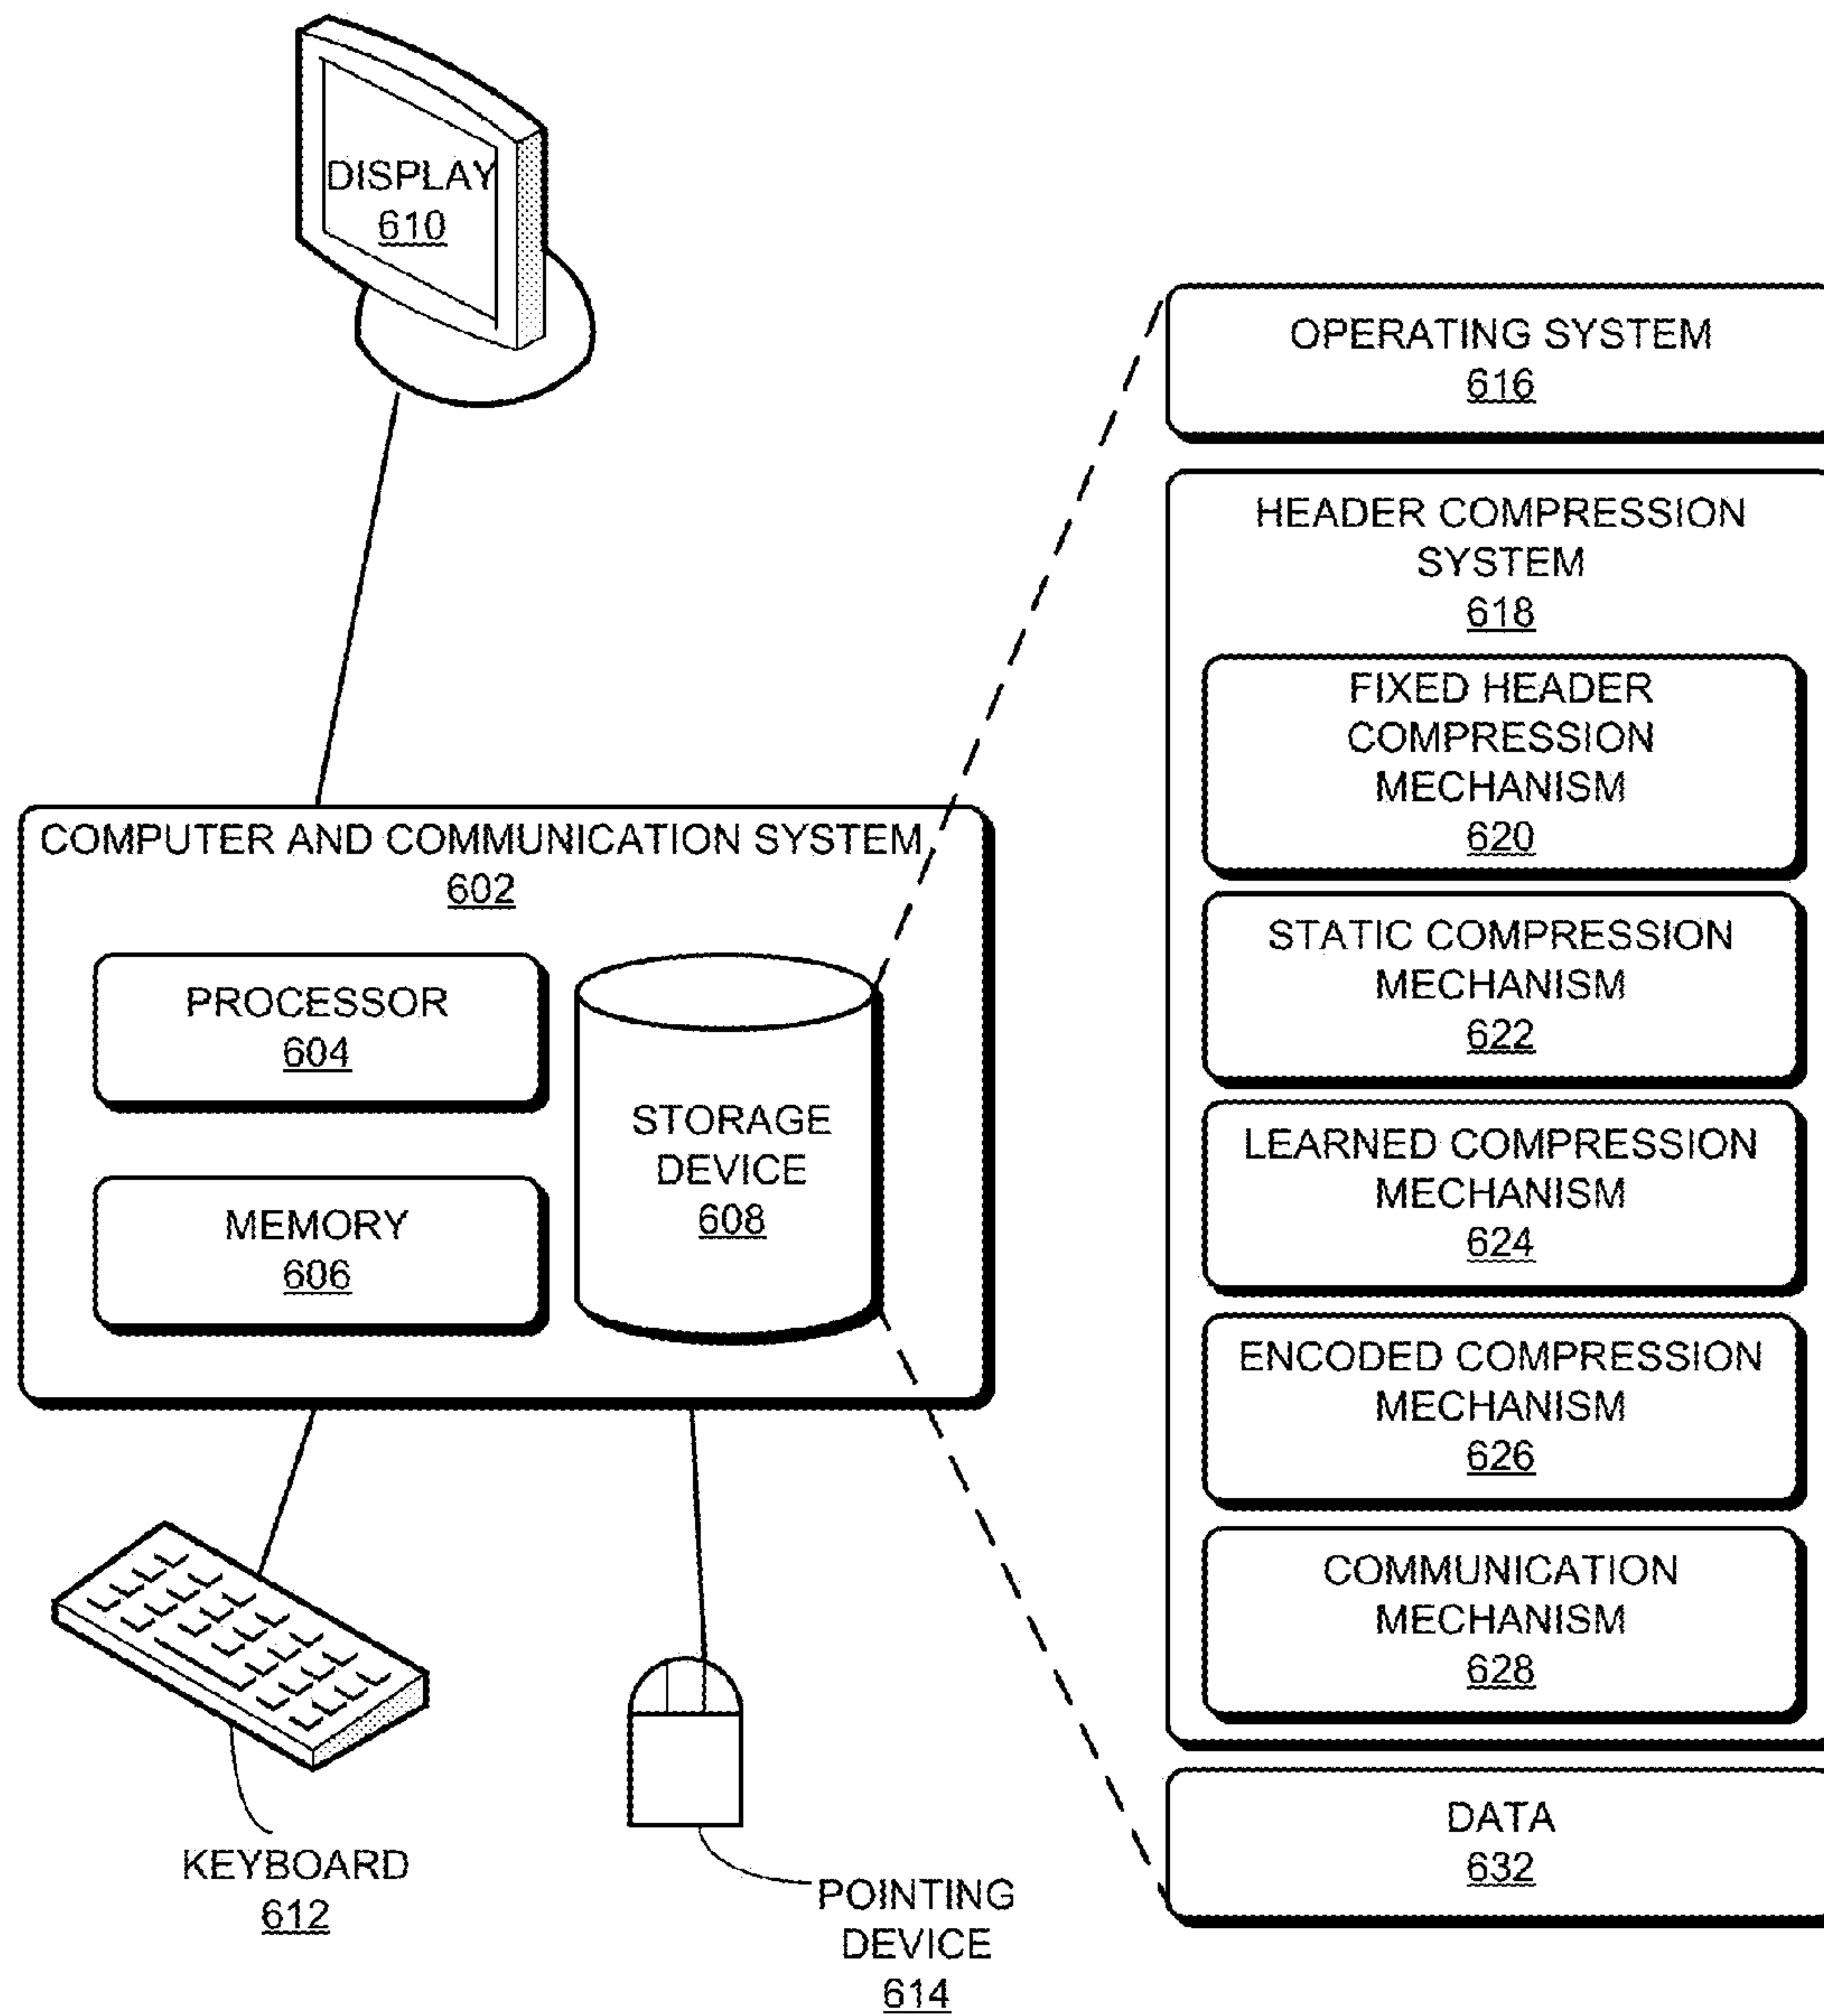 DISPLAY
610
OPERATING SYSTEM
616
HEADER COMPRESSION
SYSTEM
618
FIXED HEADER
COMPRESSION
MECHANISM
620
STATIC COMPRESSION
MECHANISM
622
LEARNED COMPRESSION
MECHANISM
624
ENCODED COMPRESSION
MECHANISM
626
COMMUNICATION
MECHANISM
628
DATA
632
COMPUTER AND COMMUNICATION SYSTEM
602
PROCESSOR
604
MEMORY
606
STORAGE
DEVICE
608
KEYBOARD
612
POINTING
DEVICE
614